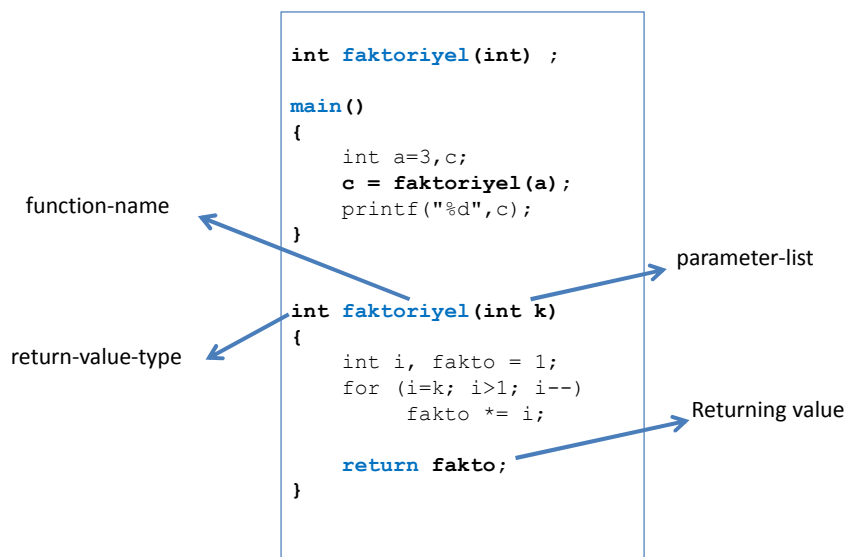 int faktoriyel(int) ;
main()
{
int a=3,c;
c = faktoriyel(a);
printf("%d",c);
}
function-name
parameter-list
int faktoriyel(int k)
{
return-value-type
int i, fakto = 1;
for (i=k; i>1; i--)
fakto *= i;
Returning value
return fakto;
}